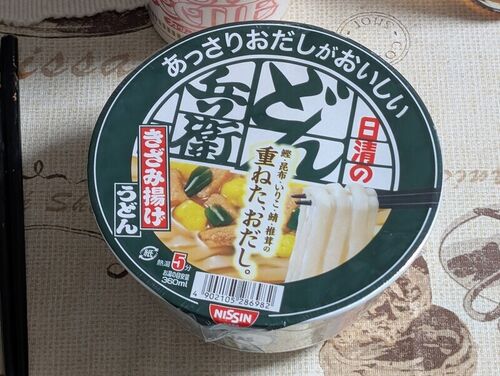 あっさりおだしがおいしい
日清の
どん
兵衛
きざみ揚げ
うどん
鰹・昆布・いりこ・鯖・椎茸の
重ねた、おだし。
紙
熱湯5分
お湯の目安量
360ml
4 902105 286982
NISSIN